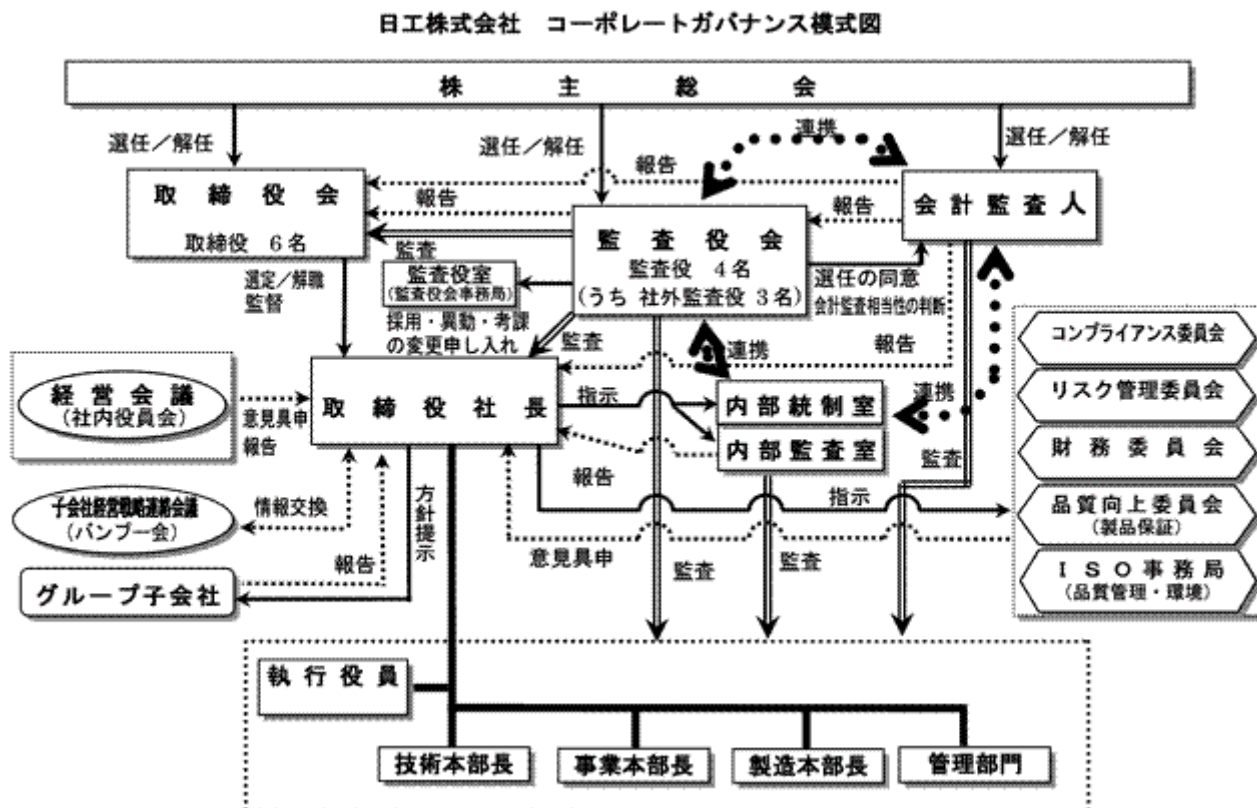 日工株式会社　コーポレートガバナンス模式図
株　主　総　会
選任／解任
選任／解任
連携
選任／解任
取締役会
取締役　6名
報告
報告
報告
会計監査人
監査
監査役会
監査役　4名
(うち 社外監査役 3名)
選定／解職
監督
監査役室
(監査役会事務局)
選任の同意
会計監査相当性の判断
採用・異動・考課
の変更申し入れ
監査
連携
報告
コンプライアンス委員会
経営会議
(社内役員会)
意見具申
報告
取締役社長
指示
内部統制室
内部監査室
連携
リスク管理委員会
財務委員会
報告
監査
指示
子会社経営戦略連絡会議
(バンブー会)
情報交換
方針提示
品質向上委員会
(製品保証)
報告
意見具申
監査
監査
グループ子会社
ISO事務局
(品質管理・環境)
執行役員
技術本部長
事業本部長
製造本部長
管理部門